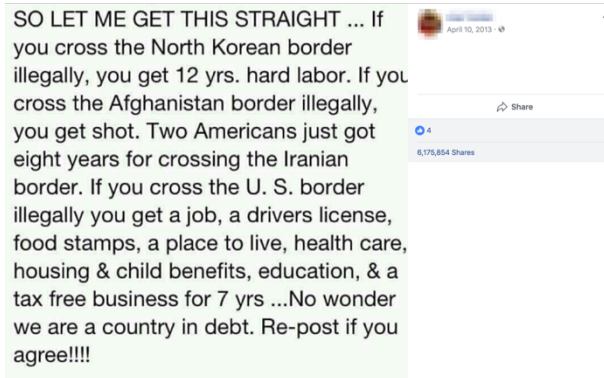 SO LET ME GET THIS STRAIGHT ... If
you cross the North Korean border
illegally, you get 12 yrs. hard labor. If you
cross the Afghanistan border illegally,
you get shot. Two Americans just got
eight years for crossing the Iranian
border. If you cross the U. S. border
illegally you get a job, a drivers license,
food stamps, a place to live, health care,
housing & child benefits, education, & a
tax free business for 7 yrs ...No wonder
we are a country in debt. Re-post if you
agree!!!!
April 10, 2013 ·
Share
4
6,175,854 Shares